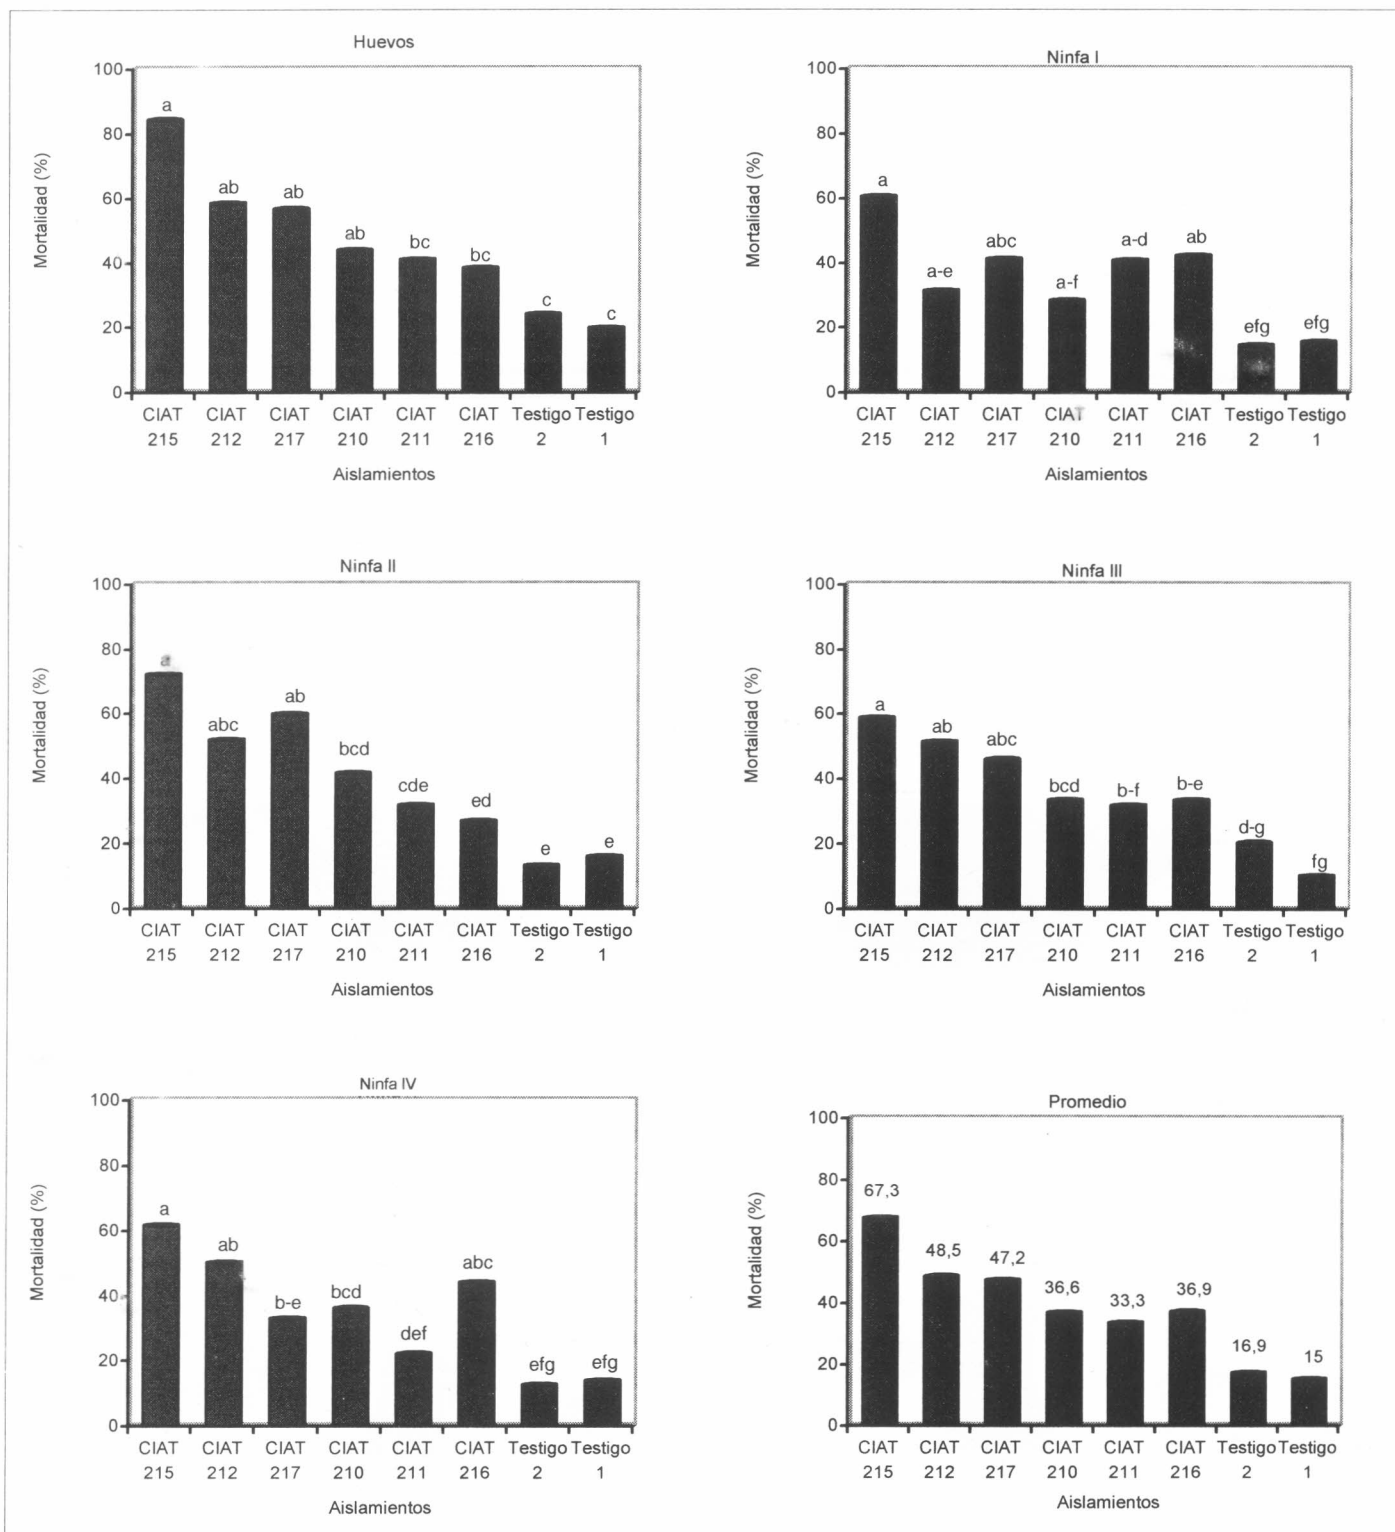 Huevos
Mortalidad (%)
100
80
60
40
20
0
a
ab
ab
ab
bc
bc
c
c
CIAT CIAT CIAT CIAT CIAT CIAT Testigo Testigo
215 212 217 210 211 216 2 1
Aislamientos
Ninfa I
Mortalidad (%)
100
80
60
40
20
0
a
a-e
abc
a-f
a-d
ab
efg
efg
CIAT CIAT CIAT CIAT CIAT CIAT Testigo Testigo
215 212 217 210 211 216 2 1
Aislamientos
Ninfa II
Mortalidad (%)
100
80
60
40
20
0
a
abc
ab
bcd
cde
ed
e
e
CIAT CIAT CIAT CIAT CIAT CIAT Testigo Testigo
215 212 217 210 211 216 2 1
Aislamientos
Ninfa III
Mortalidad (%)
100
80
60
40
20
0
a
ab
abc
bcd
b-f
b-e
d-g
fg
CIAT CIAT CIAT CIAT CIAT CIAT Testigo Testigo
215 212 217 210 211 216 2 1
Aislamientos
Ninfa IV
Mortalidad (%)
100
80
60
40
20
0
a
ab
b-e
bcd
def
abc
efg
efg
CIAT CIAT CIAT CIAT CIAT CIAT Testigo Testigo
215 212 217 210 211 216 2 1
Aislamientos
Promedio
Mortalidad (%)
100
80
60
40
20
0
67,3
48,5
47,2
36,6
33,3
36,9
16,9
15
CIAT CIAT CIAT CIAT CIAT CIAT Testigo Testigo
215 212 217 210 211 216 2 1
Aislamientos